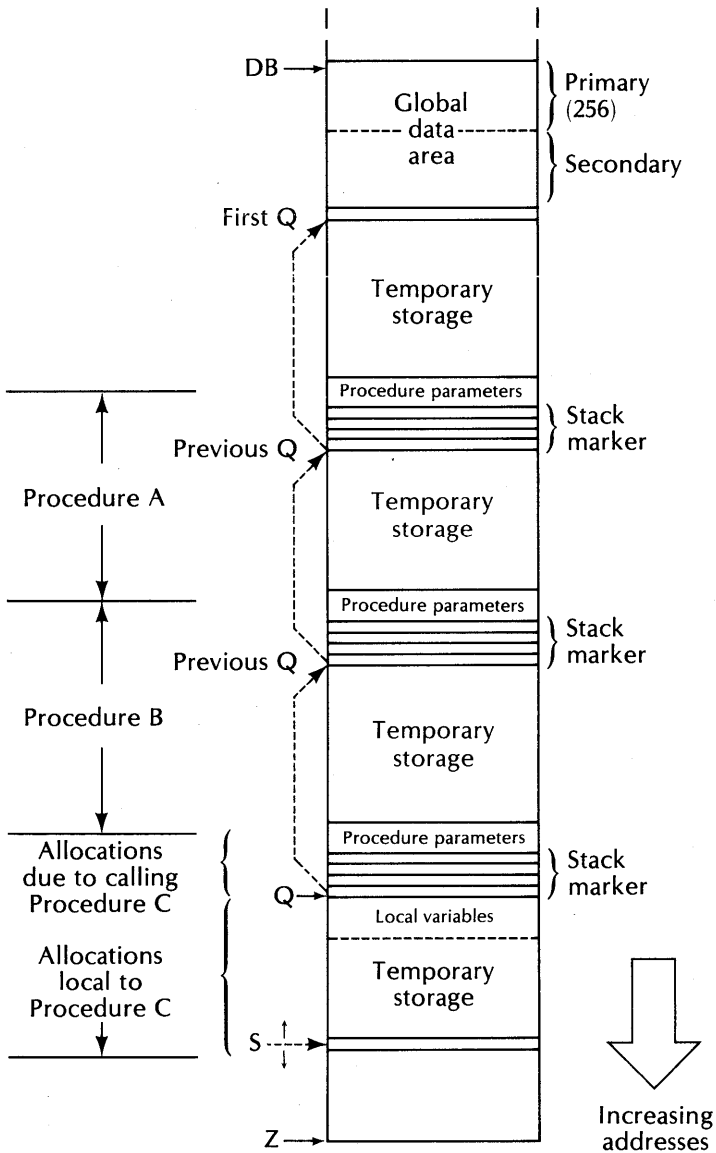 DB
Global
data
area
Primary
(256)
Secondary
First Q
Temporary
storage
Procedure parameters
Stack
marker
Previous Q
Procedure A
Temporary
storage
Procedure parameters
Stack
marker
Previous Q
Procedure B
Temporary
storage
Procedure parameters
Allocations
due to calling
Procedure C
Stack
marker
Q
Local variables
Allocations
local to
Procedure C
Temporary
storage
S
Z
Increasing
addresses